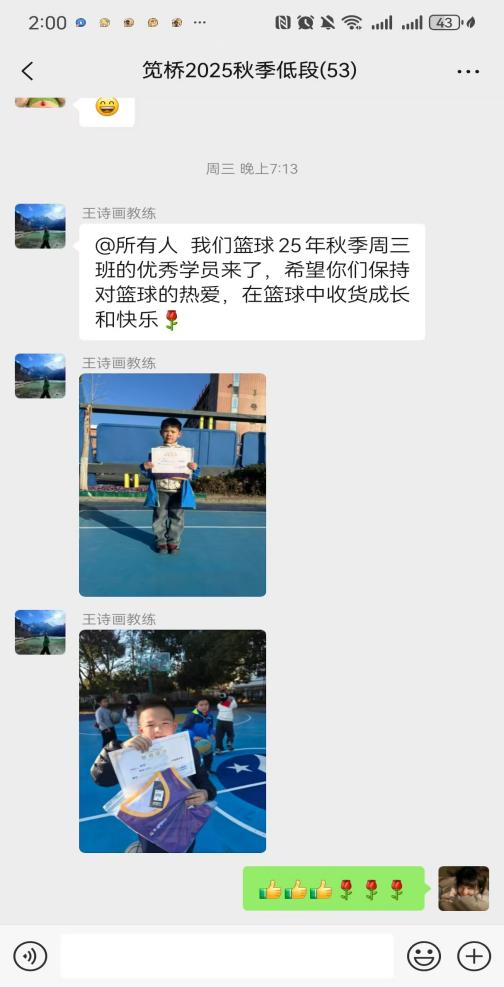 2:00
43
笕桥2025秋季低段(53)
周三 晚上7:13
王诗画教练
@所有人 我们篮球25年秋季周三
班的优秀学员来了，希望你们保持
对篮球的热爱，在篮球中收货成长
和快乐🌹
王诗画教练
王诗画教练